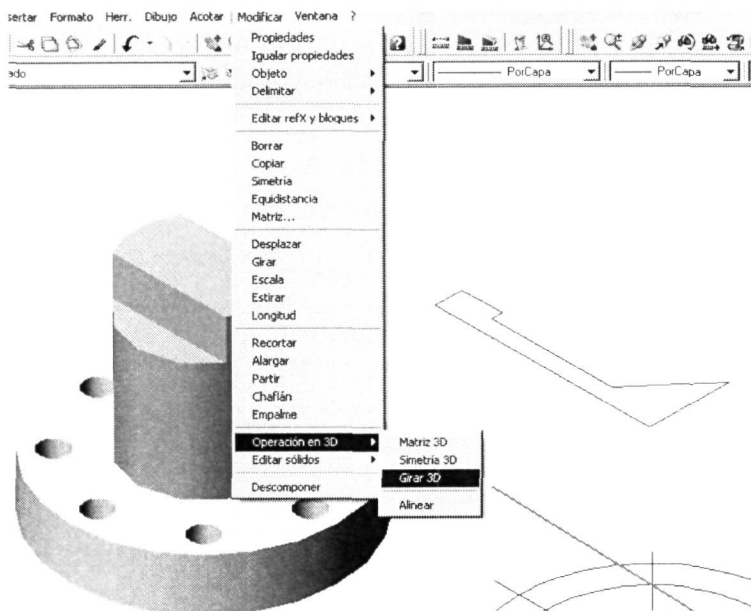 sertar Formato Herr. Dibujo Acotar Modificar Ventana ?
ado
PorCapa
PorCapa
Propiedades
Igualar propiedades
Objeto
Delimitar
Editar refX y bloques
Borrar
Copiar
Simetría
Equidistancia
Matriz...
Desplazar
Girar
Escala
Estirar
Longitud
Recortar
Alargar
Partir
Chaflán
Empalme
Operación en 3D
Editar sólidos
Descomponer
Matriz 3D
Simetría 3D
Girar 3D
Alinear